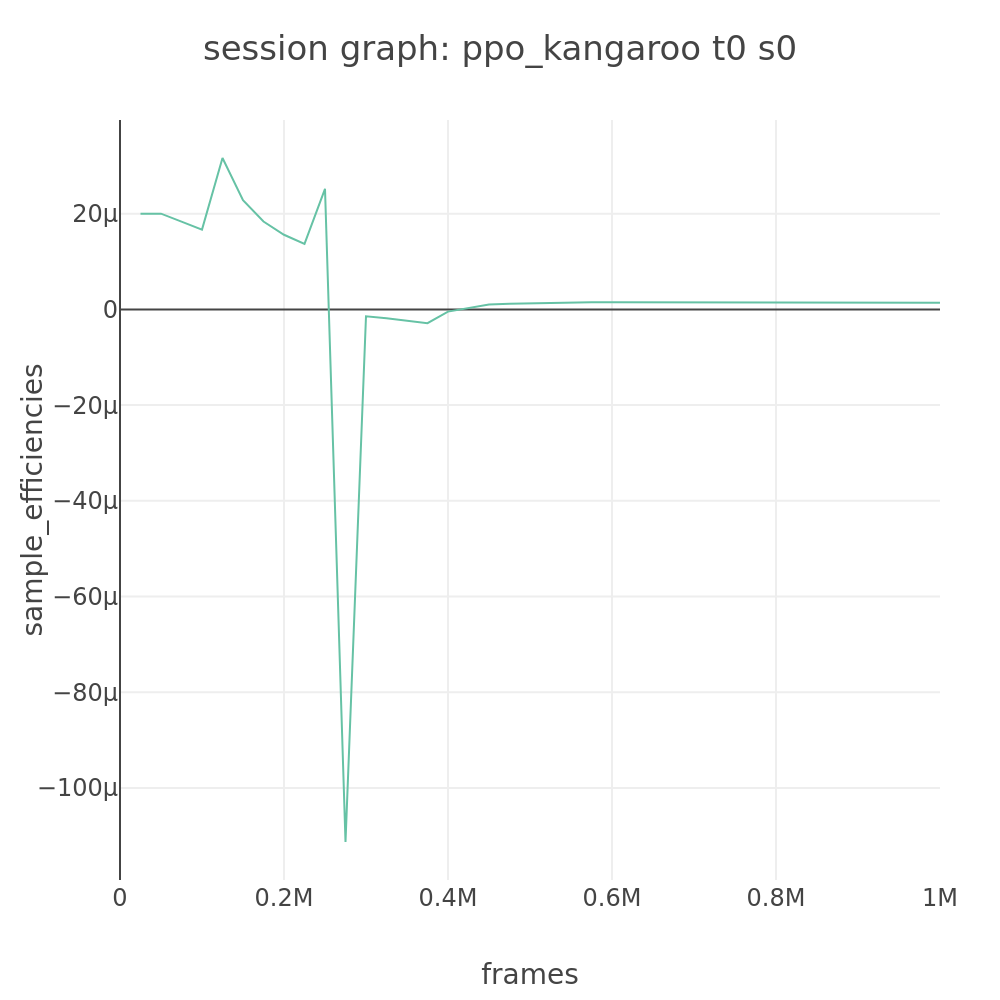 session graph: ppo_kangaroo t0 s0
sample_efficiencies
20μ
0
−20μ
−40μ
−60μ
−80μ
−100μ
0 0.2M 0.4M 0.6M 0.8M 1M
frames